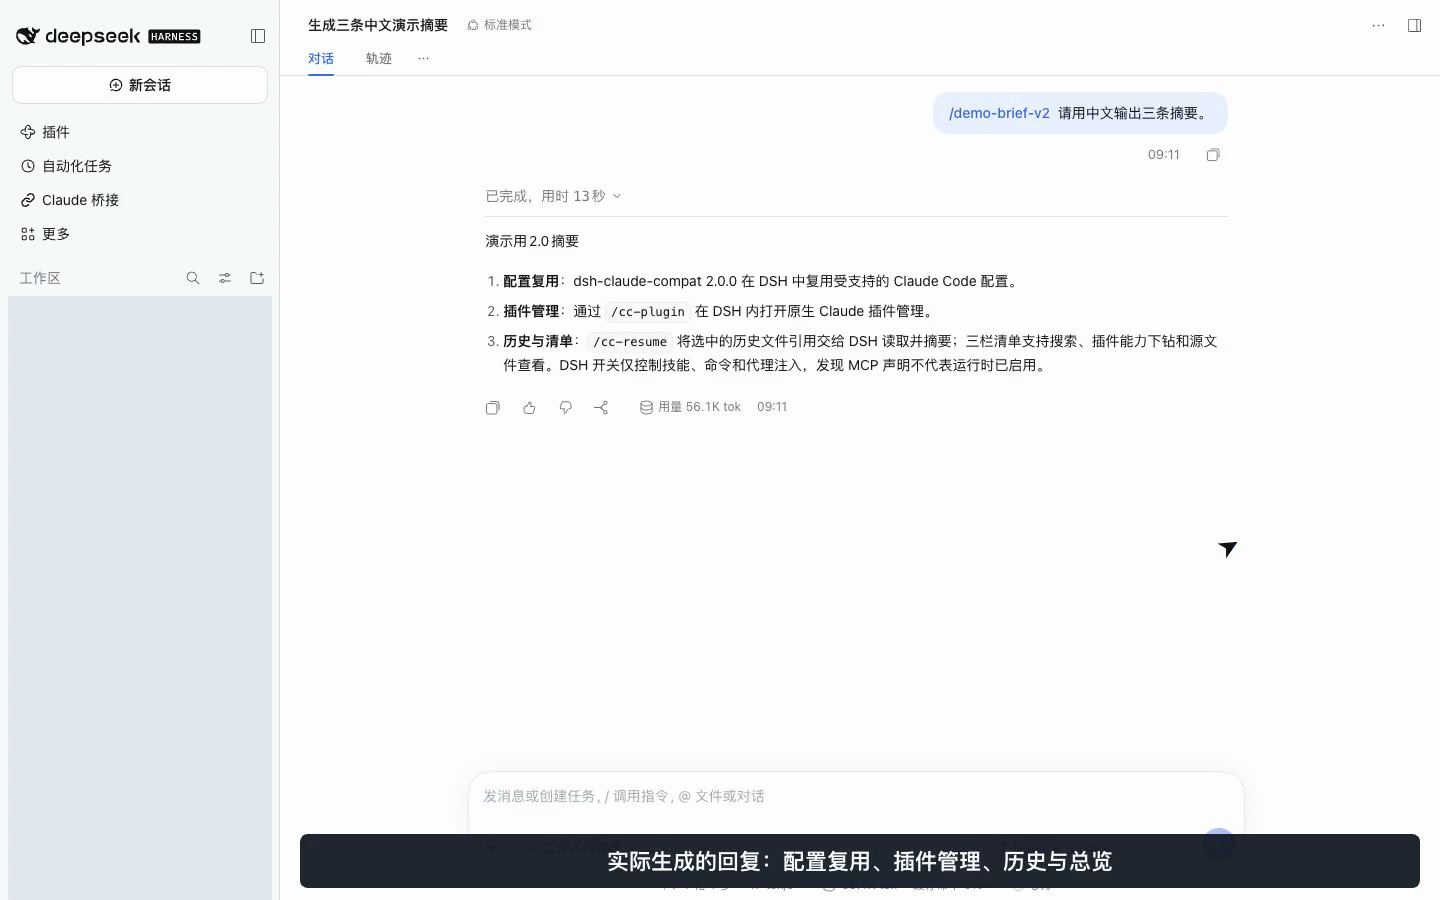 deepseek HARNESS
新会话
插件
自动化任务
Claude 桥接
更多
工作区
生成三条中文演示摘要 标准模式
对话 轨迹 ···
/demo-brief-v2 请用中文输出三条摘要。
09:11
已完成，用时 13秒
演示用2.0摘要
1. 配置复用：dsh-claude-compat 2.0.0 在 DSH 中复用受支持的 Claude Code 配置。
2. 插件管理：通过 /cc-plugin 在 DSH 内打开原生 Claude 插件管理。
3. 历史与清单：/cc-resume 将选中的历史文件引用交给 DSH 读取并摘要；三栏清单支持搜索、插件能力下钻和源文
件查看。DSH 开关仅控制技能、命令和代理注入，发现 MCP 声明不代表运行时已启用。
用量 56.1K tok 09:11
发消息或创建任务, / 调用指令, @ 文件或对话
实际生成的回复：配置复用、插件管理、历史与总览